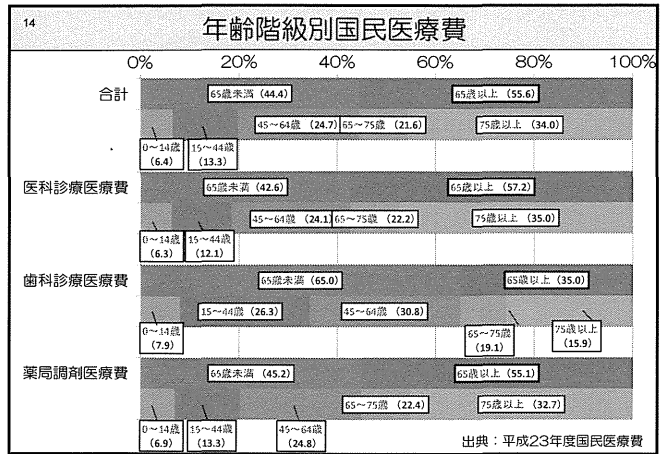 14
年齢階級別国民医療費
0% 20% 40% 60% 80% 100%
合計
65歳未満 (44.4) 65歳以上 (55.6)
45～64歳 (24.7) 65～75歳 (21.6) 75歳以上 (34.0)
0～14歳 (6.4) 15～44歳 (13.3)
医科診療医療費
65歳未満 (42.6) 65歳以上 (57.2)
45～64歳 (24.1) 65～75歳 (22.2) 75歳以上 (35.0)
0～14歳 (6.3) 15～44歳 (12.1)
歯科診療医療費
65歳未満 (65.0) 65歳以上 (35.0)
15～44歳 (26.3) 45～64歳 (30.8)
0～14歳 (7.9) 65～75歳 (19.1) 75歳以上 (15.9)
薬局調剤医療費
65歳未満 (45.2) 65歳以上 (55.1)
65～75歳 (22.4) 75歳以上 (32.7)
0～14歳 (6.9) 15～44歳 (13.3) 45～64歳 (24.8)
出典：平成23年度国民医療費